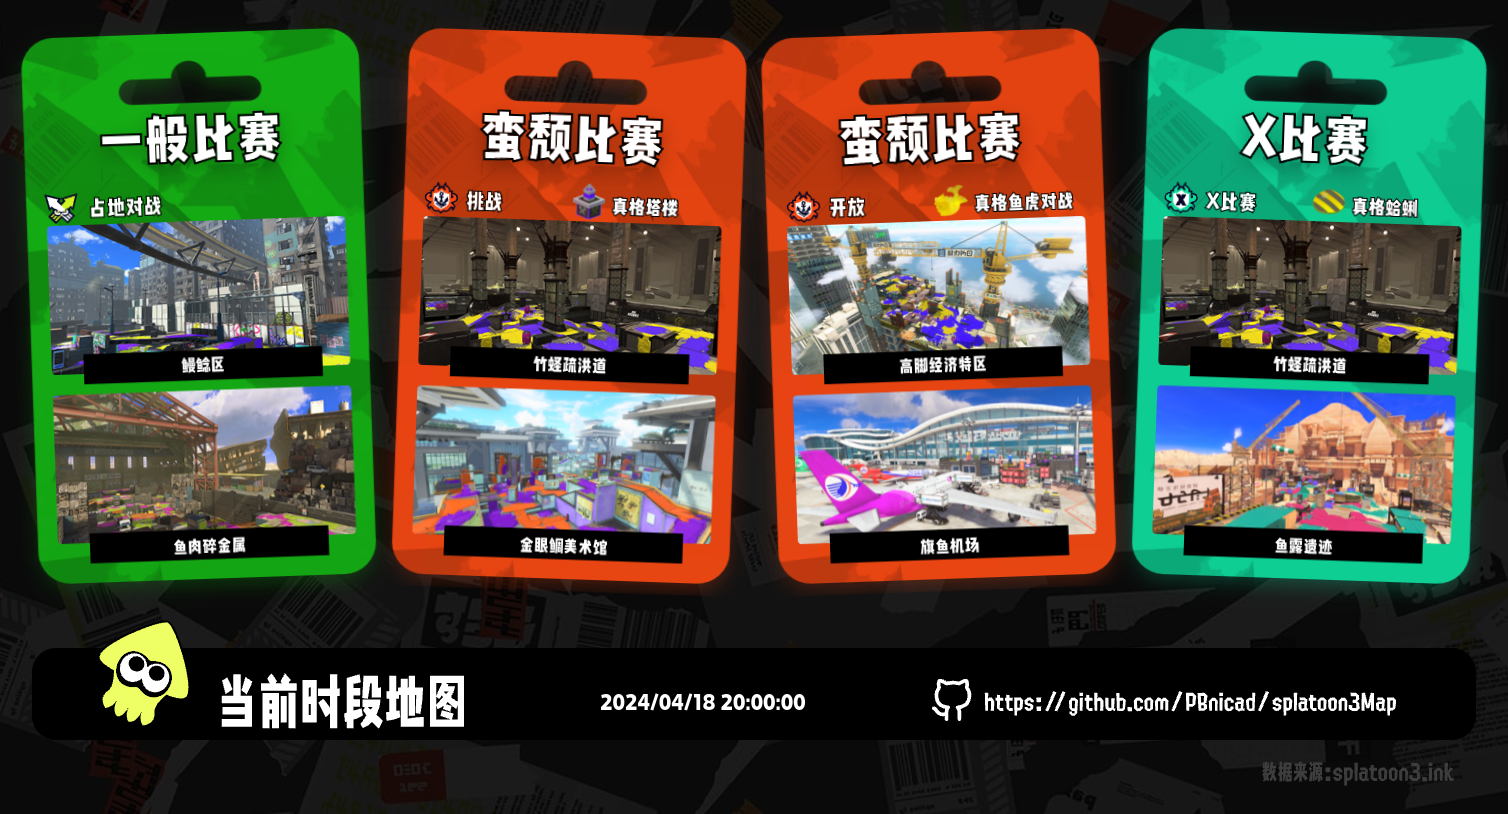 一般比赛
占地对战
鳗鲶区
鱼肉碎金属
蛮颓比赛
挑战
真格塔楼
竹蛏疏洪道
金眼鲷美术馆
蛮颓比赛
开放
真格鱼虎对战
高脚经济特区
旗鱼机场
X比赛
X比赛
真格蛤蜊
竹蛏疏洪道
鱼露遗迹
当前时段地图
2024/04/18 20:00:00
https://github.com/PBnicad/splatoon3Map
数据来源:splatoon3.ink